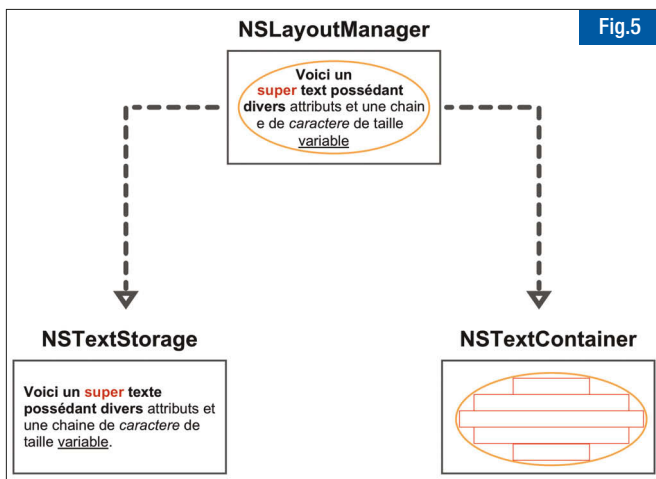 NSLayoutManager
Fig.5
Voici un
super text possédant
divers attributs et une chain
e de caractere de taille
variable
NSTextStorage
NSTextContainer
Voici un super texte
possédant divers attributs et
une chaine de caractere de
taille variable.